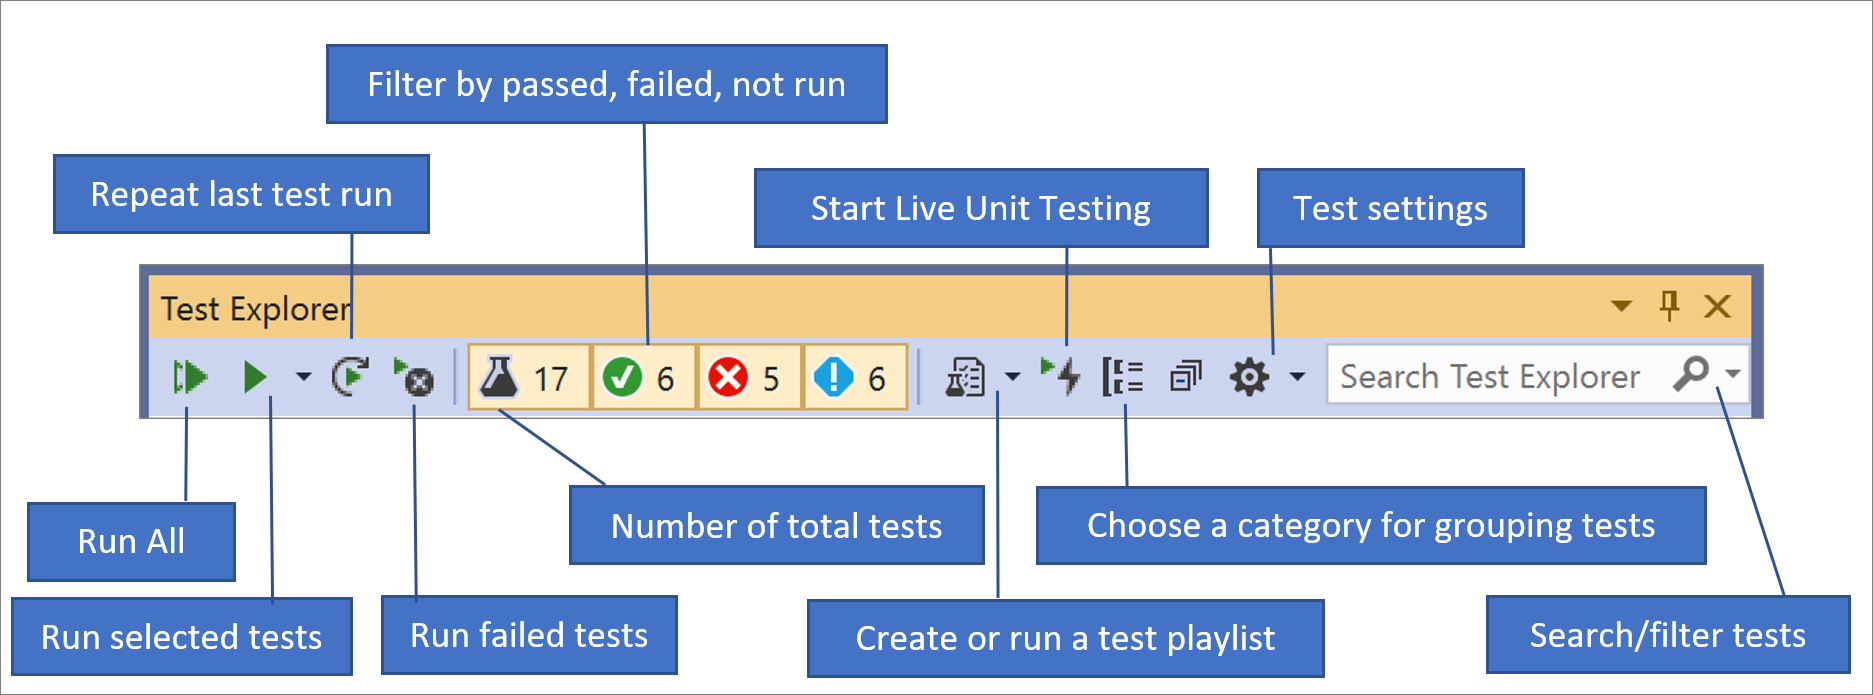 Filter by passed, failed, not run
Repeat last test run
Start Live Unit Testing
Test settings
Test Explorer
17
6
5
6
Search Test Explorer
Number of total tests
Choose a category for grouping tests
Run All
Run selected tests
Run failed tests
Create or run a test playlist
Search/filter tests